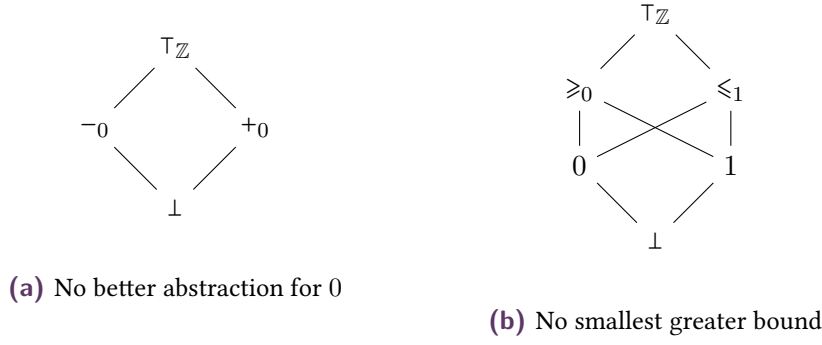 ⊤ℤ
−0 +0
⊥
(a) No better abstraction for 0
⊤ℤ
⩾0 ⩽1
0 1
⊥
(b) No smallest greater bound